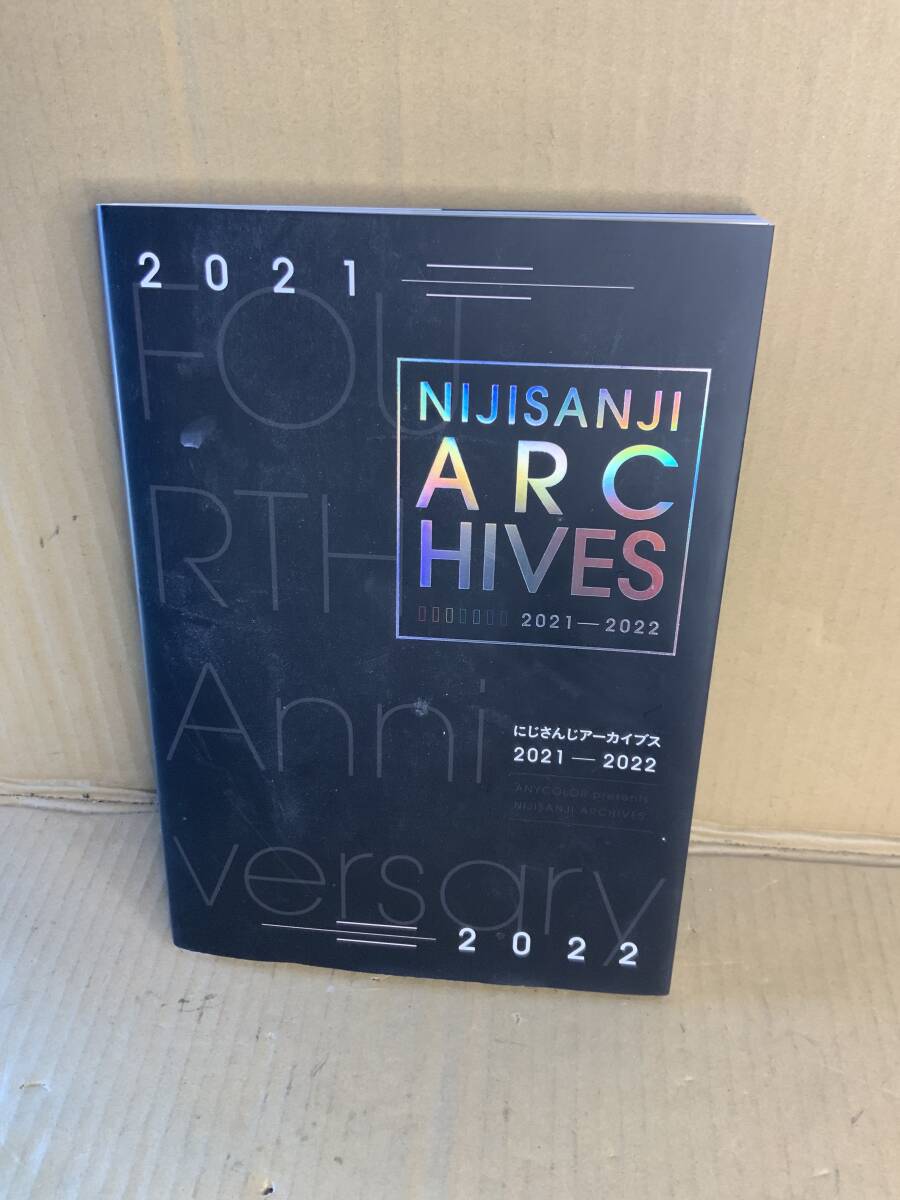 2021
FOU
RTH
Anni
versary
NIJISANJI
ARC
HIVES
2021—2022
にじさんじアーカイブス
2021 — 2022
ANYCOLOR presents
NIJISANJI ARCHIVES
2022